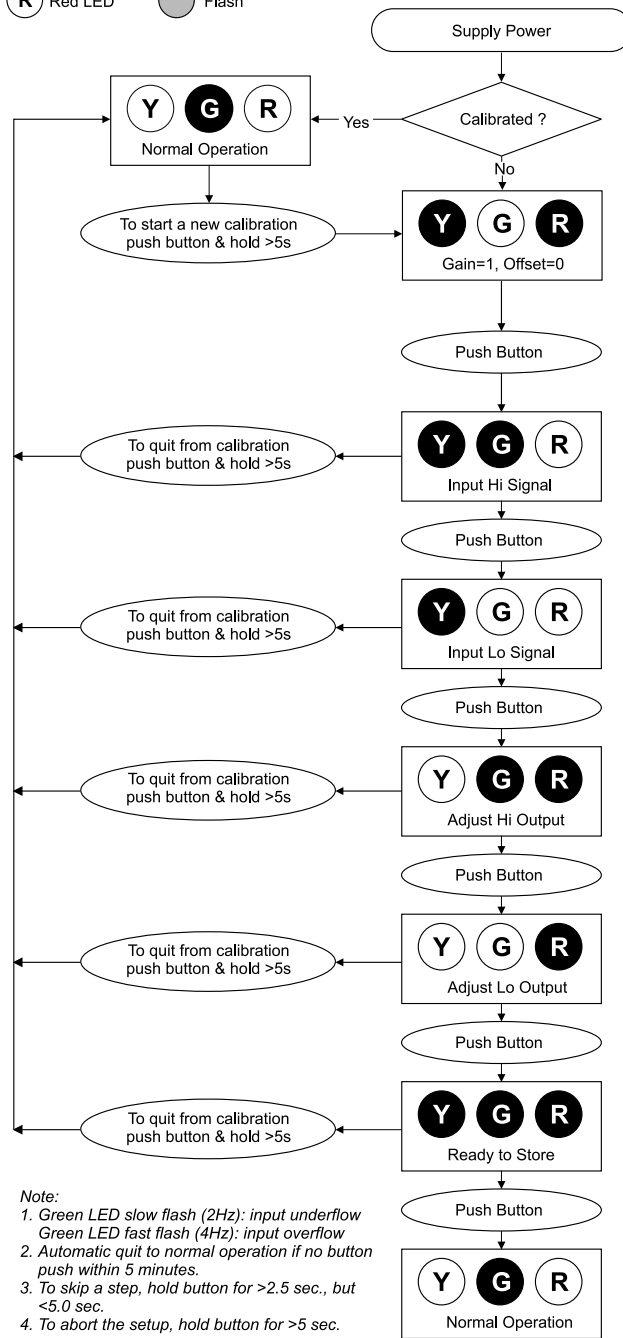 R Red LED
Flash
Supply Power
Calibrated ?
Yes
No
Y G R
Normal Operation
To start a new calibration
push button & hold >5s
Y G R
Gain=1, Offset=0
Push Button
Y G R
Input Hi Signal
To quit from calibration
push button & hold >5s
Push Button
Y G R
Input Lo Signal
To quit from calibration
push button & hold >5s
Push Button
Y G R
Adjust Hi Output
To quit from calibration
push button & hold >5s
Push Button
Y G R
Adjust Lo Output
To quit from calibration
push button & hold >5s
Push Button
Y G R
Ready to Store
To quit from calibration
push button & hold >5s
Push Button
Y G R
Normal Operation
Note:
1. Green LED slow flash (2Hz): input underflow
Green LED fast flash (4Hz): input overflow
2. Automatic quit to normal operation if no button
push within 5 minutes.
3. To skip a step, hold button for >2.5 sec., but
<5.0 sec.
4. To abort the setup, hold button for >5 sec.